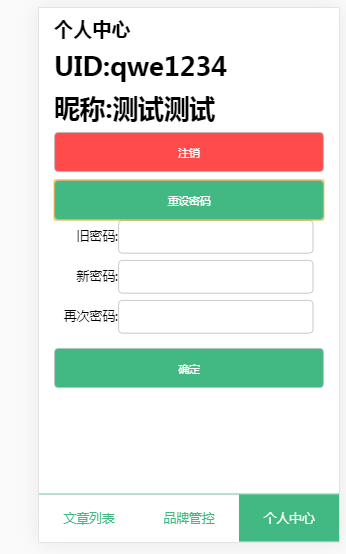 个人中心
UID:qwe1234
昵称:测试测试
注销
重设密码
旧密码:
新密码:
再次密码:
确定
文章列表 品牌管控 个人中心